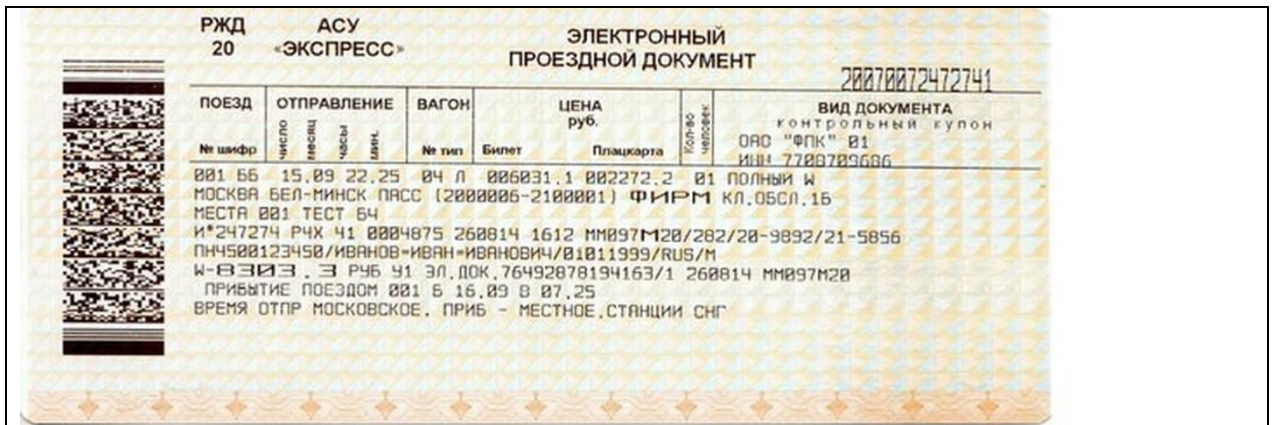 РЖД АСУ ЭЛЕКТРОННЫЙ
20 «ЭКСПРЕСС» ПРОЕЗДНОЙ ДОКУМЕНТ
20070072472741
ПОЕЗД ОТПРАВЛЕНИЕ ВАГОН ЦЕНА руб. Кол-во человек ВИД ДОКУМЕНТА
контрольный купон
№ шифр число месяц часы мин. № тип Билет Плацкарта ОАО "ФПК" 01
ИНН 7708709686
001 ББ 15.09 22.25 04 Л 006031.1 002272.2 01 ПОЛНЫЙ W
МОСКВА БЕЛ-МИНСК ПАСС (2000006-2100001) ФИРМ КЛ.ОБСЛ.1Б
МЕСТА 001 ТЕСТ БЧ
И*247274 РЧХ Ч1 0004875 260814 1612 ММ097М20/282/20-9892/21-5856
ПН4500123450/ИВАНОВ=ИВАН=ИВАНОВИЧ/01011999/RUS/M
W-8303.3 РУБ У1 ЭЛ.ДОК.76492878194163/1 260814 ММ097М20
ПРИБЫТИЕ ПОЕЗДОМ 001 Б 16.09 В 07.25
ВРЕМЯ ОТПР МОСКОВСКОЕ. ПРИБ - МЕСТНОЕ.СТАНЦИИ СНГ